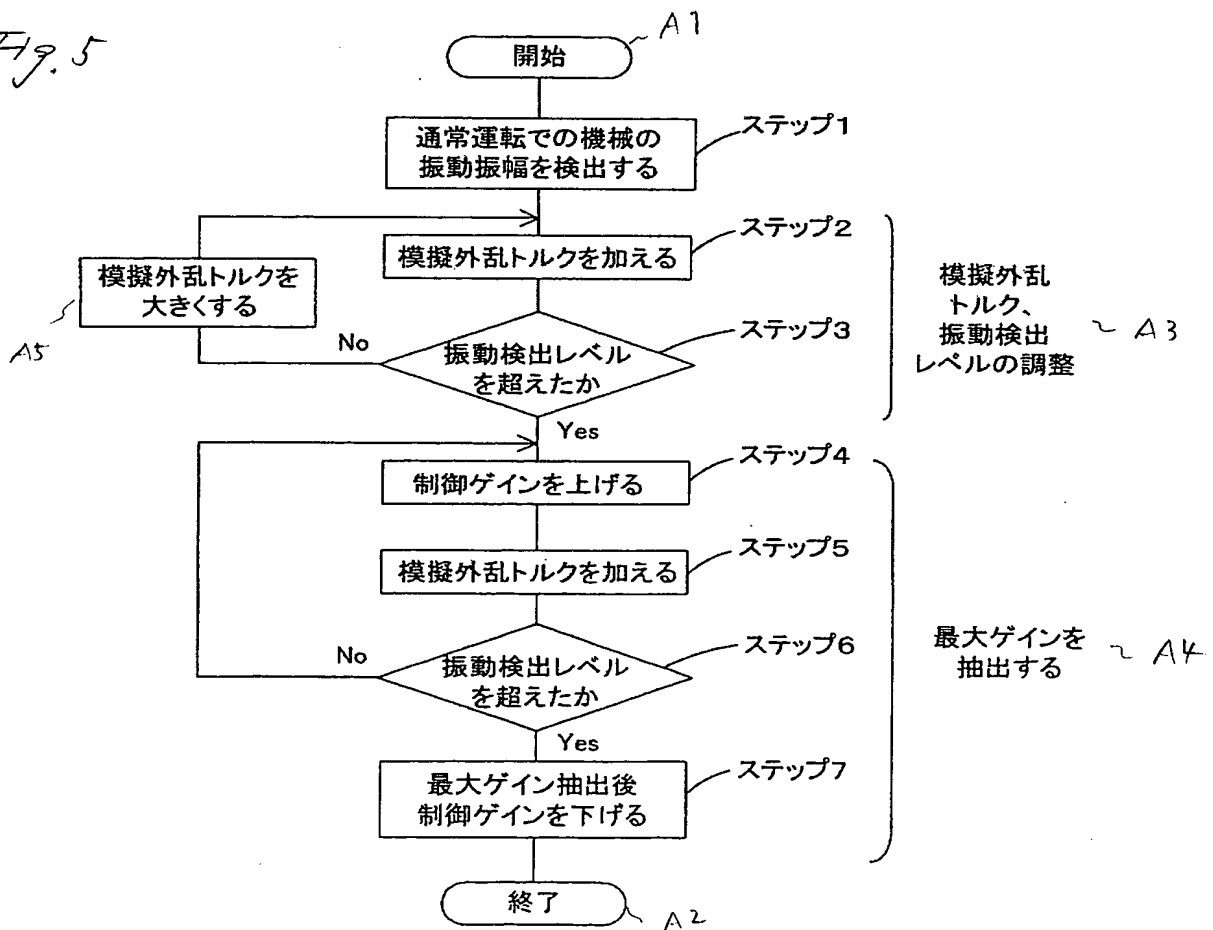 Fig. 5
開始
A1
通常運転での機械の
振動振幅を検出する
ステップ1
模擬外乱トルクを加える
ステップ2
模擬外乱トルクを
大きくする
A5
振動検出レベル
を超えたか
ステップ3
No
Yes
模擬外乱
トルク、
振動検出
レベルの調整
A3
制御ゲインを上げる
ステップ4
模擬外乱トルクを加える
ステップ5
振動検出レベル
を超えたか
ステップ6
No
Yes
最大ゲイン抽出後
制御ゲインを下げる
ステップ7
最大ゲインを
抽出する
A4
終了
A2